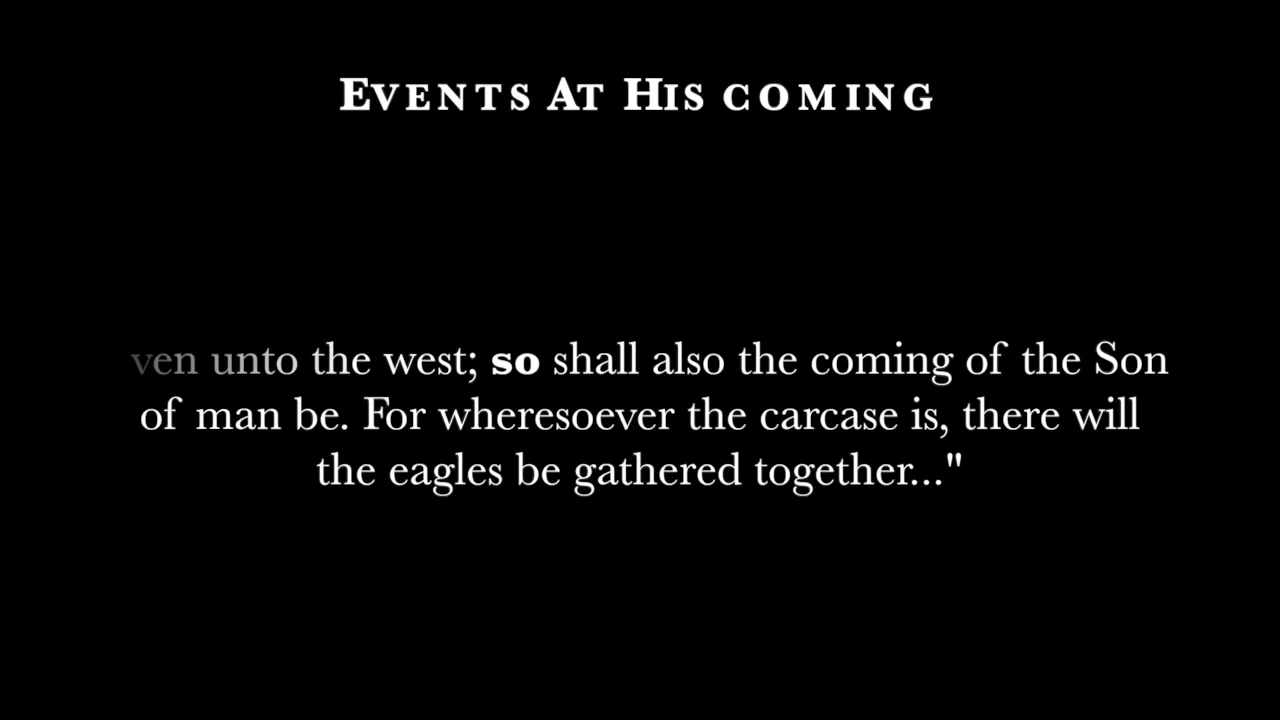 EVENTS AT HIS COMING
ven unto the west; so shall also the coming of the Son
of man be. For wheresoever the carcase is, there will
the eagles be gathered together..."